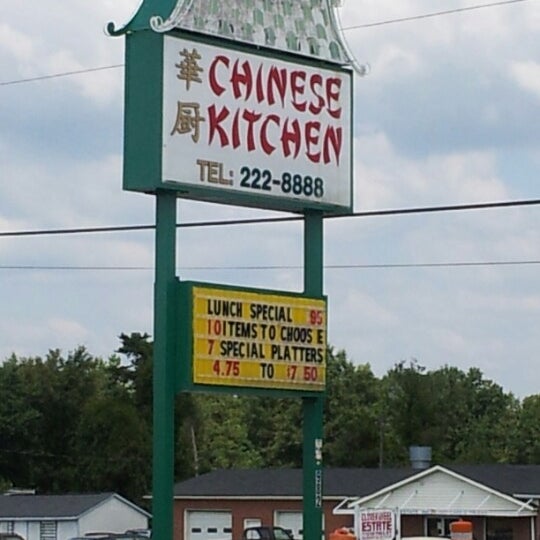 華 CHINESE
厨 KITCHEN
TEL: 222-8888
LUNCH SPECIAL 95
10 ITEMS TO CHOOSE
7 SPECIAL PLATTERS
4.75 TO $7.50
ESTATE